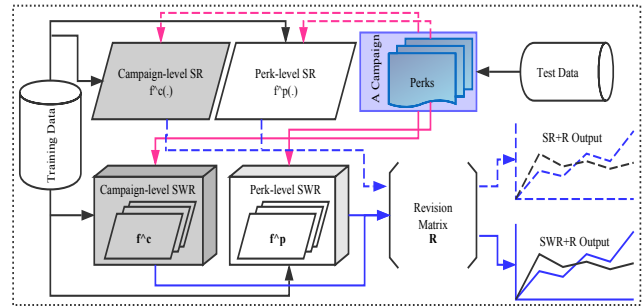 Training Data
Campaign-level SR
f^c(.)
Perk-level SR
f^p(.)
A Campaign
Perks
Test Data
Campaign-level SWR
f^c
Perk-level SWR
f^p
Revision
Matrix
R
SR+R Output
SWR+R Output